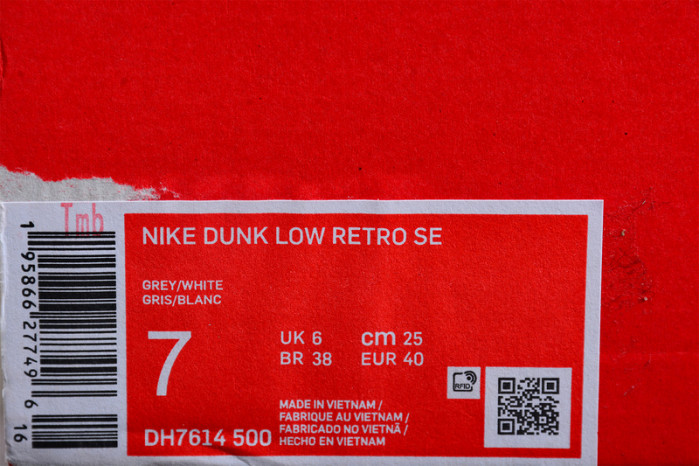 Tmb
1 95866 27749 6 16
NIKE DUNK LOW RETRO SE
GREY/WHITE
GRIS/BLANC
7
UK 6 cm 25
BR 38 EUR 40
RFID
MADE IN VIETNAM /
FABRIQUE AU VIETNAM /
FABRICADO NO VIETNÃ /
DH7614 500 HECHO EN VIETNAM